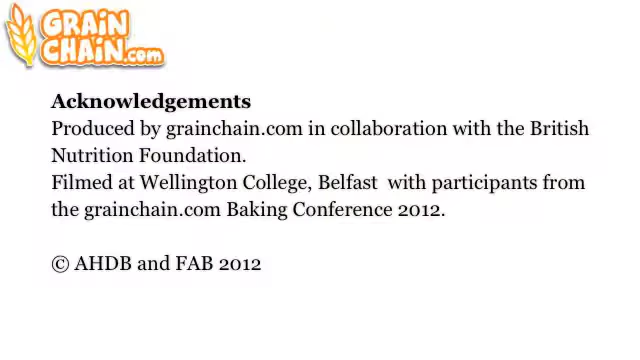 GRAiN
CHAiN.com
Acknowledgements
Produced by grainchain.com in collaboration with the British
Nutrition Foundation.
Filmed at Wellington College, Belfast  with participants from
the grainchain.com Baking Conference 2012.
© AHDB and FAB 2012